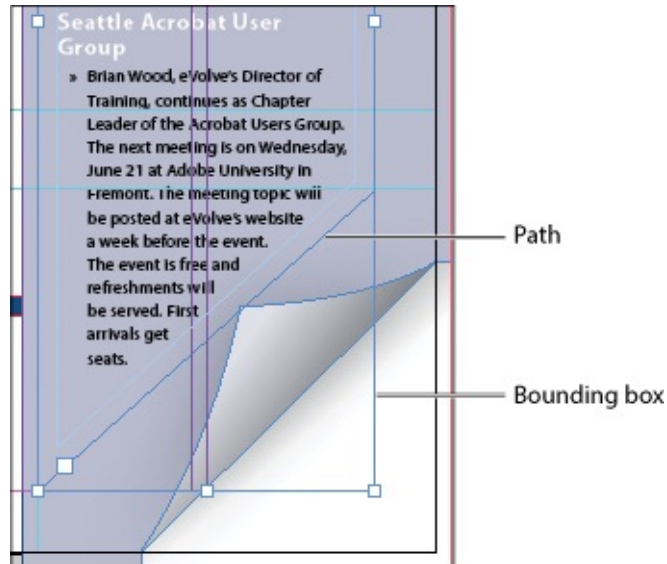 Seattle Acrobat User
Group
» Brian Wood, eVolve's Director of
Training, continues as Chapter
Leader of the Acrobat Users Group.
The next meeting is on Wednesday,
June 21 at Adobe University in
Fremont. The meeting topic will
be posted at eVolve's website
a week before the event.
The event is free and
refreshments will
be served. First
arrivals get
seats.
Path
Bounding box